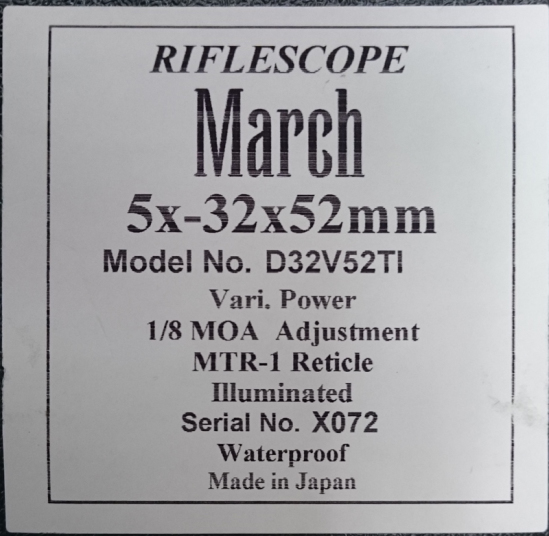 RIFLESCOPE
March
5x-32x52mm
Model No. D32V52TI
Vari. Power
1/8 MOA Adjustment
MTR-1 Reticle
Illuminated
Serial No. X072
Waterproof
Made in Japan